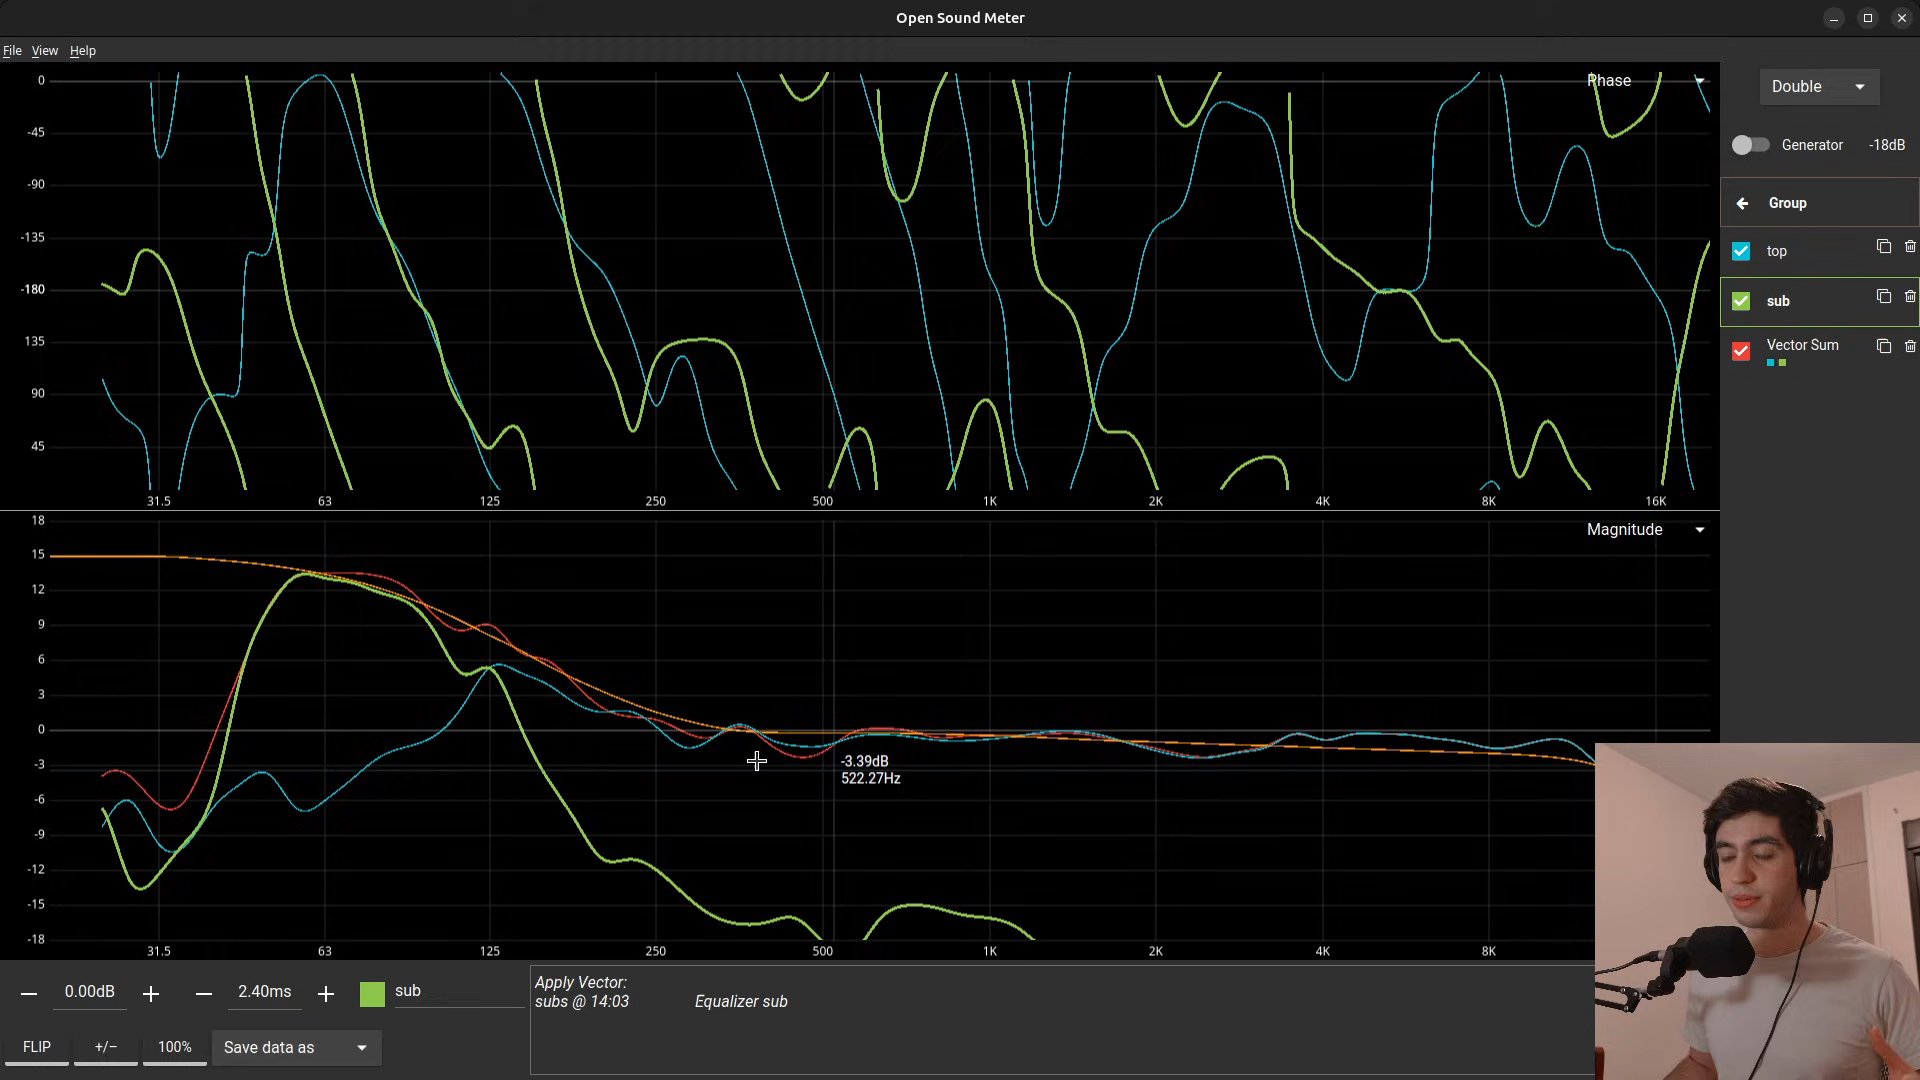 Open Sound Meter
File View Help
Phase
0
-45
-90
-135
-180
135
90
45
31.5 63 125 250 500 1K 2K 4K 8K 16K
Magnitude
18
15
12
9
6
3
0
-3
-6
-9
-12
-15
-18
-3.39dB
522.27Hz
31.5 63 125 250 500 1K 2K 4K 8K
Double
Generator -18dB
Group
top
sub
Vector Sum
0.00dB + 2.40ms + sub
FLIP +/− 100% Save data as
Apply Vector:
subs @ 14:03 Equalizer sub